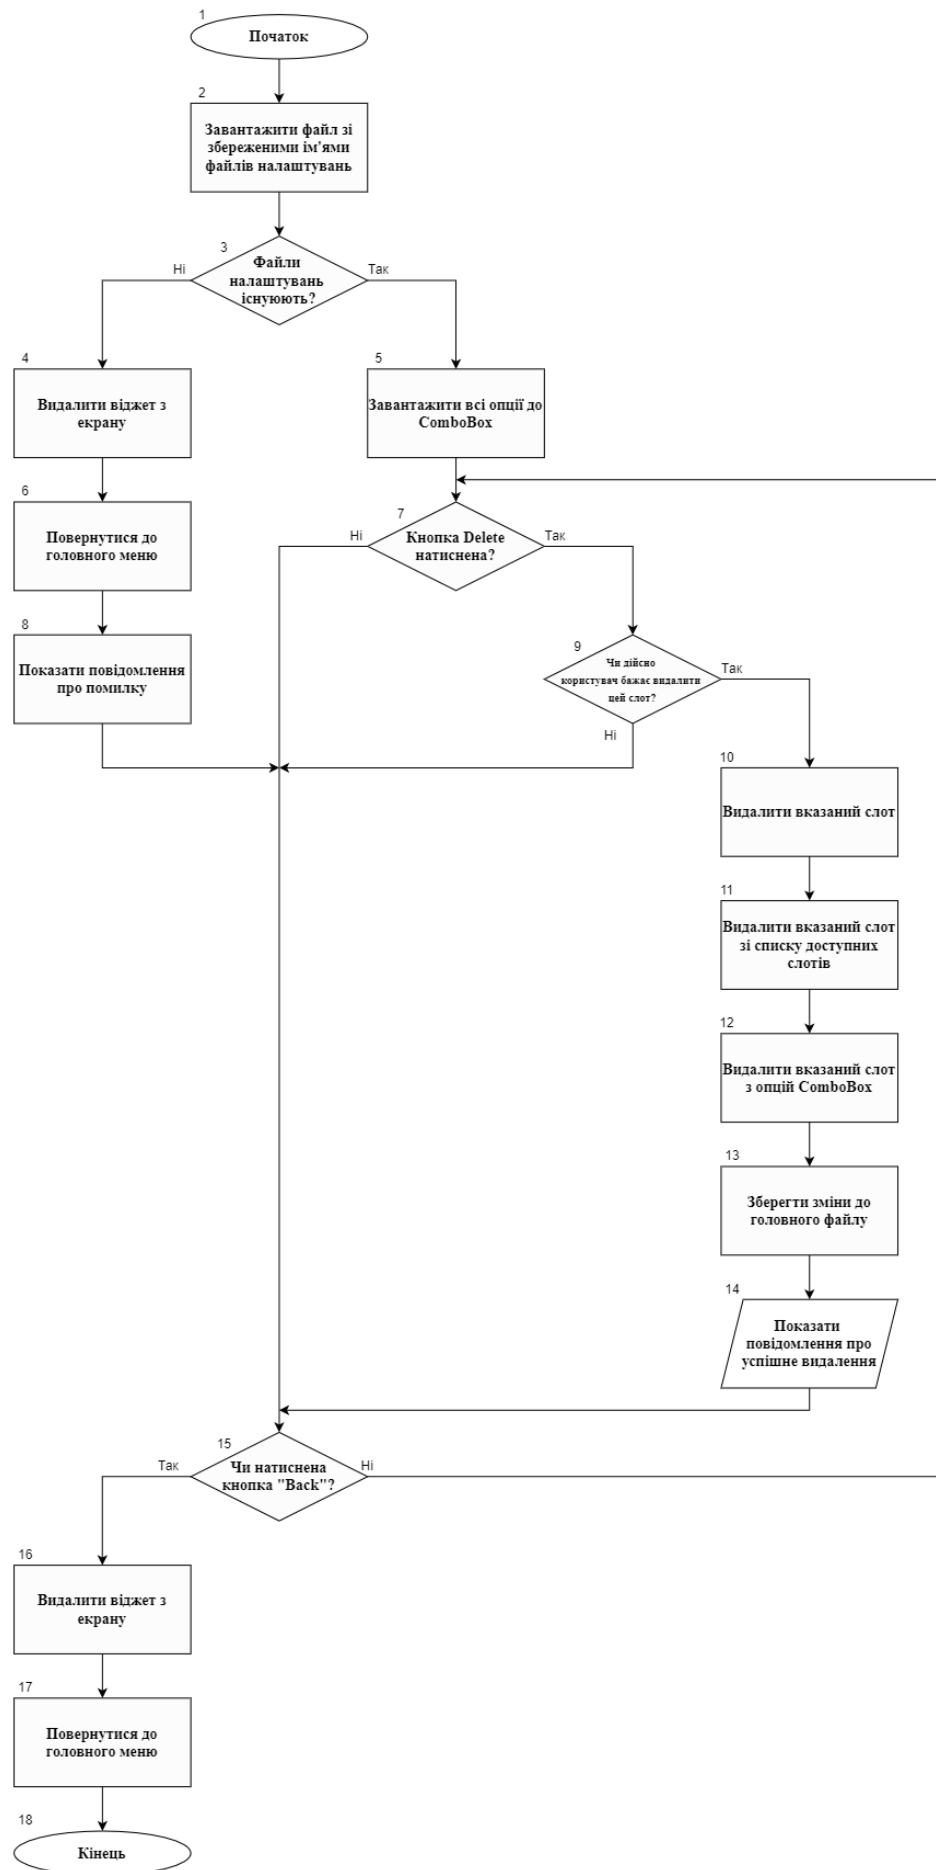 1
Початок
2
Завантажити файл зі
збереженими ім'ями
файлів налаштувань
3
Файли
налаштувань
існують?
Ні
Так
4
Видалити віджет з
екрану
5
Завантажити всі опції до
ComboBox
6
Повернутися до
головного меню
7
Кнопка Delete
натиснена?
Ні
Так
8
Показати повідомлення
про помилку
9
Чи дійсно
користувач бажає видалити
цей слот?
Так
Ні
10
Видалити вказаний слот
11
Видалити вказаний слот
зі списку доступних
слотів
12
Видалити вказаний слот
з опцій ComboBox
13
Зберегти зміни до
головного файлу
14
Показати
повідомлення про
успішне видалення
15
Чи натиснена
кнопка "Back"?
Так
Ні
16
Видалити віджет з
екрану
17
Повернутися до
головного меню
18
Кінець